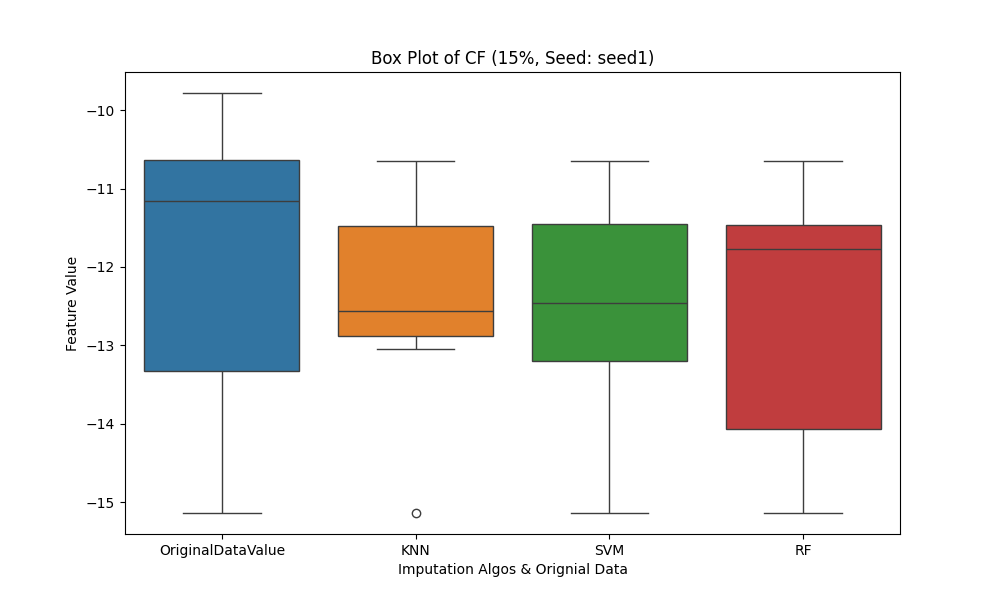 Box Plot of CF (15%, Seed: seed1)
−10
−11
−12
−13
−14
−15
Feature Value
OriginalDataValue KNN SVM RF
Imputation Algos & Orignial Data